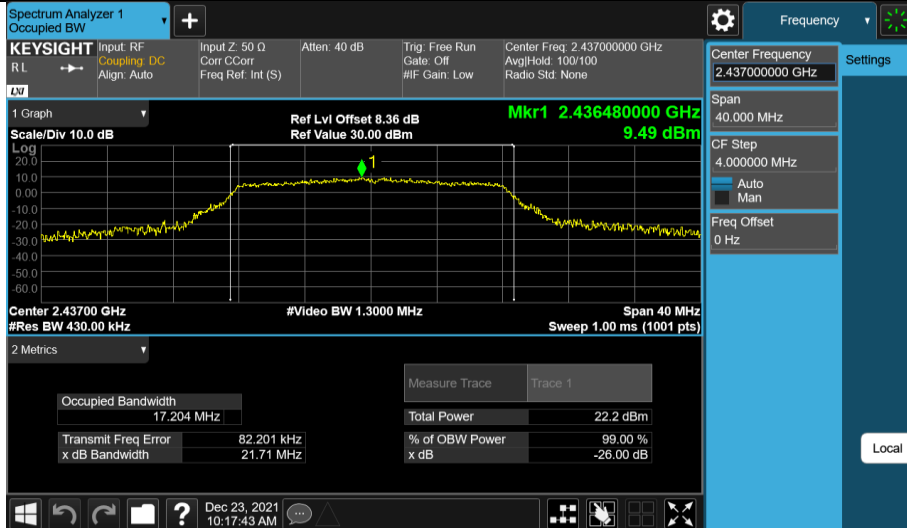 Spectrum Analyzer 1
Occupied BW
+
Frequency
KEYSIGHT
R L
LXI
Input: RF
Coupling: DC
Align: Auto
Input Z: 50 Ω
Corr CCorr
Freq Ref: Int (S)
Atten: 40 dB
Trig: Free Run
Gate: Off
#IF Gain: Low
Center Freq: 2.437000000 GHz
Avg|Hold: 100/100
Radio Std: None
Center Frequency
2.437000000 GHz
Settings
Span
40.000 MHz
CF Step
4.000000 MHz
Auto
Man
Freq Offset
0 Hz
Local
1 Graph
Scale/Div 10.0 dB
Ref Lvl Offset 8.36 dB
Ref Value 30.00 dBm
Mkr1 2.436480000 GHz
9.49 dBm
Log
20.0
10.0
0.00
-10.0
-20.0
-30.0
-40.0
-50.0
-60.0
1
Center 2.43700 GHz
#Res BW 430.00 kHz
#Video BW 1.3000 MHz
Span 40 MHz
Sweep 1.00 ms (1001 pts)
2 Metrics
Measure Trace Trace 1
Occupied Bandwidth
17.204 MHz
Total Power 22.2 dBm
Transmit Freq Error 82.201 kHz
x dB Bandwidth 21.71 MHz
% of OBW Power 99.00 %
x dB -26.00 dB
?
Dec 23, 2021
10:17:43 AM